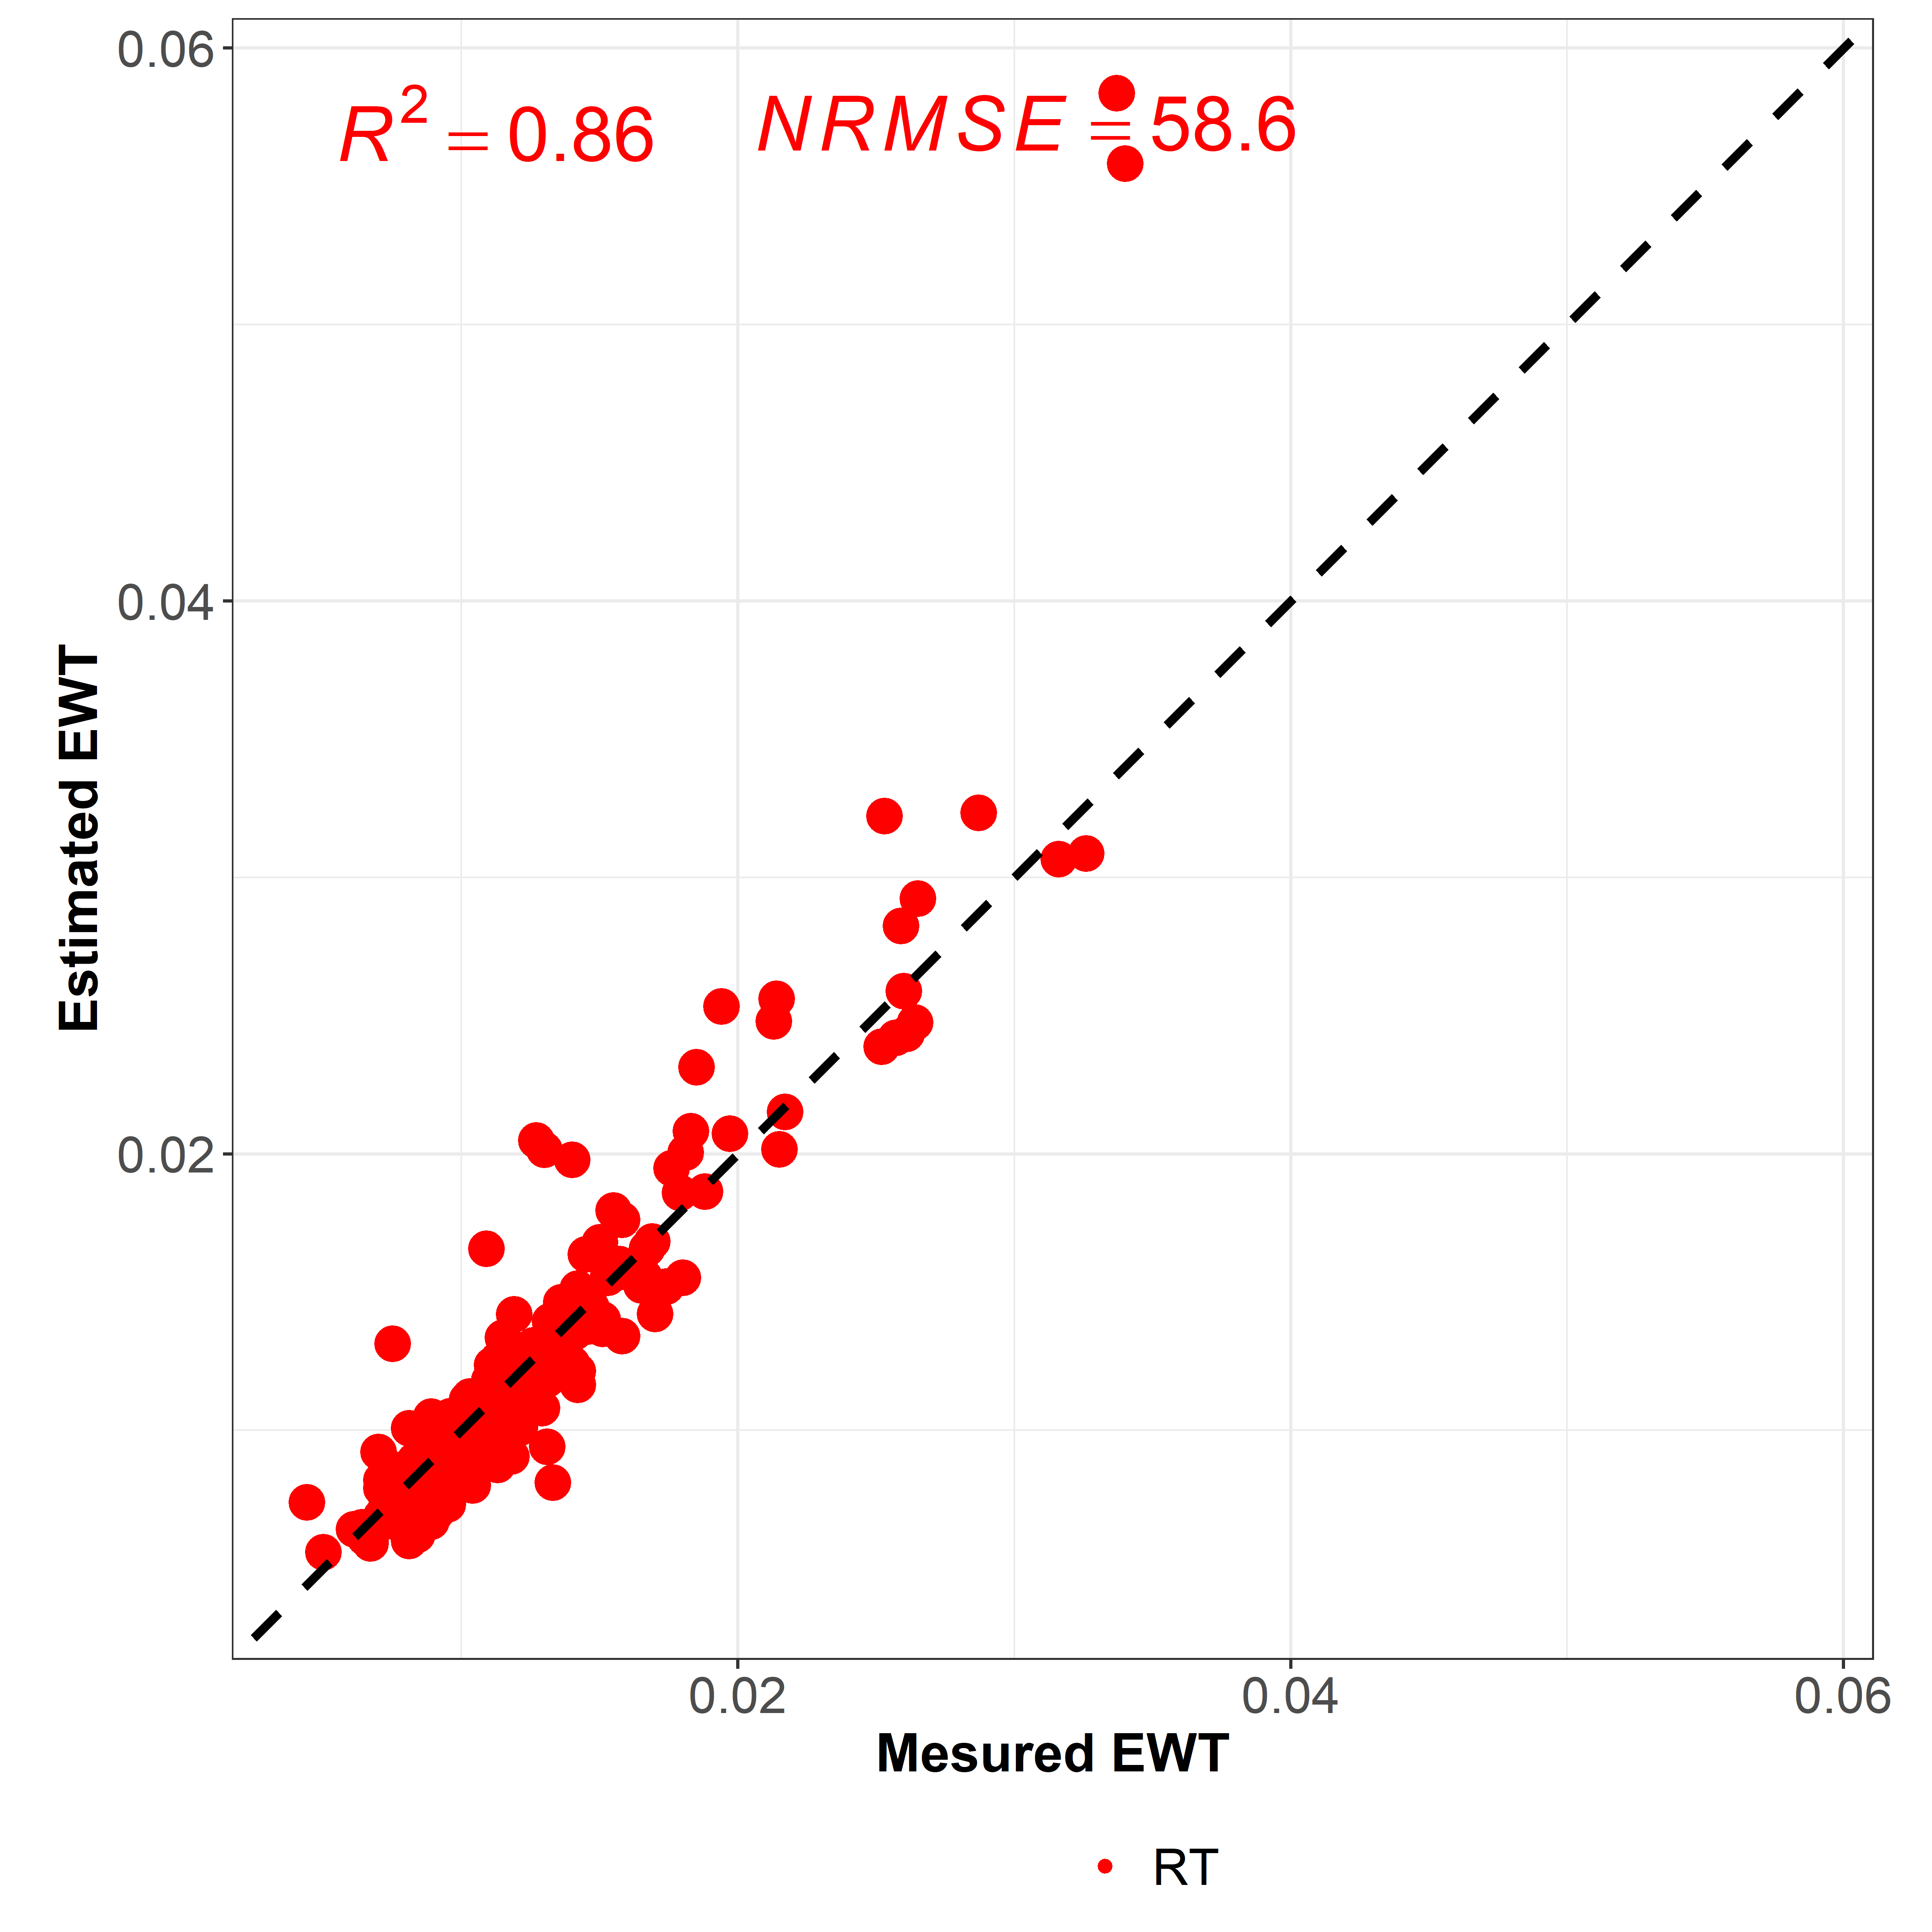 0.06
R² = 0.86 NRMSE = 58.6
0.04
Estimated EWT
0.02
0.02 0.04 0.06
Mesured EWT
RT